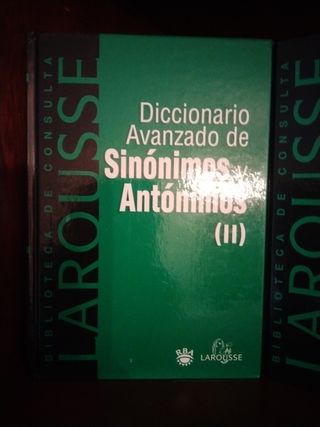 BIBLIOTECA DE CONSULTA
LAROUSSE
Diccionario
Avanzado de
Sinónimos y
Antónimos
(II)
RBA
LAROUSSE
BIBLIOTECA DE CONSULTA
LAROUSSE